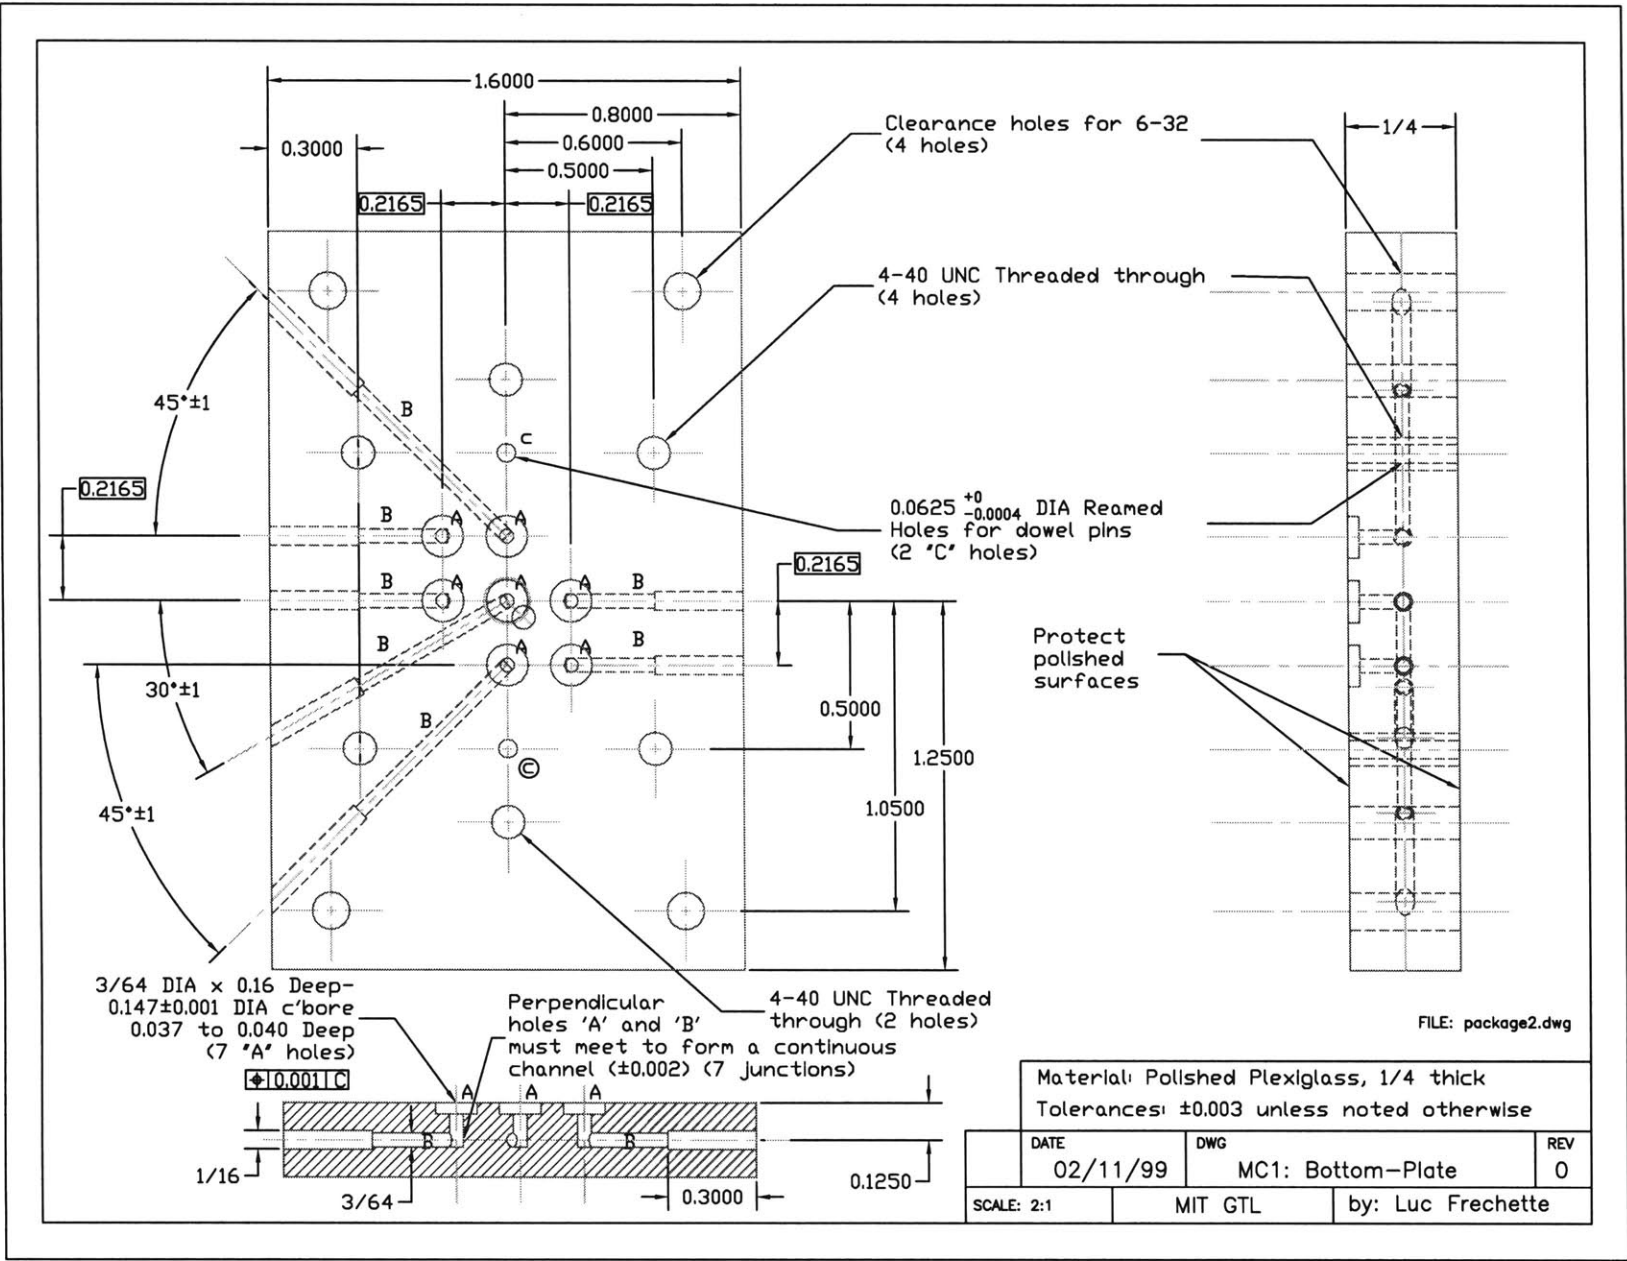 1.6000
0.8000
0.6000
0.3000
0.5000
0.2165
0.2165
Clearance holes for 6-32
(4 holes)
1/4
4-40 UNC Threaded through
(4 holes)
45°±1
B
C
0.2165
0.0625 +0 -0.0004 DIA Reamed
Holes for dowel pins
(2 "C" holes)
B
A
A
0.2165
B
A
A
A
B
B
A
A
B
Protect
polished
surfaces
30°±1
B
0.5000
1.2500
C
1.0500
45°±1
3/64 DIA x 0.16 Deep-
0.147±0.001 DIA c'bore
0.037 to 0.040 Deep
(7 "A" holes)
0.001 C
Perpendicular
holes 'A' and 'B'
must meet to form a continuous
channel (±0.002) (7 junctions)
4-40 UNC Threaded
through (2 holes)
A
A
A
B
B
1/16
3/64
0.3000
0.1250
FILE: package2.dwg
Material: Polished Plexiglass, 1/4 thick
Tolerances: ±0.003 unless noted otherwise
DATE
02/11/99
DWG
MC1: Bottom-Plate
REV
0
SCALE: 2:1
MIT GTL
by: Luc Frechette